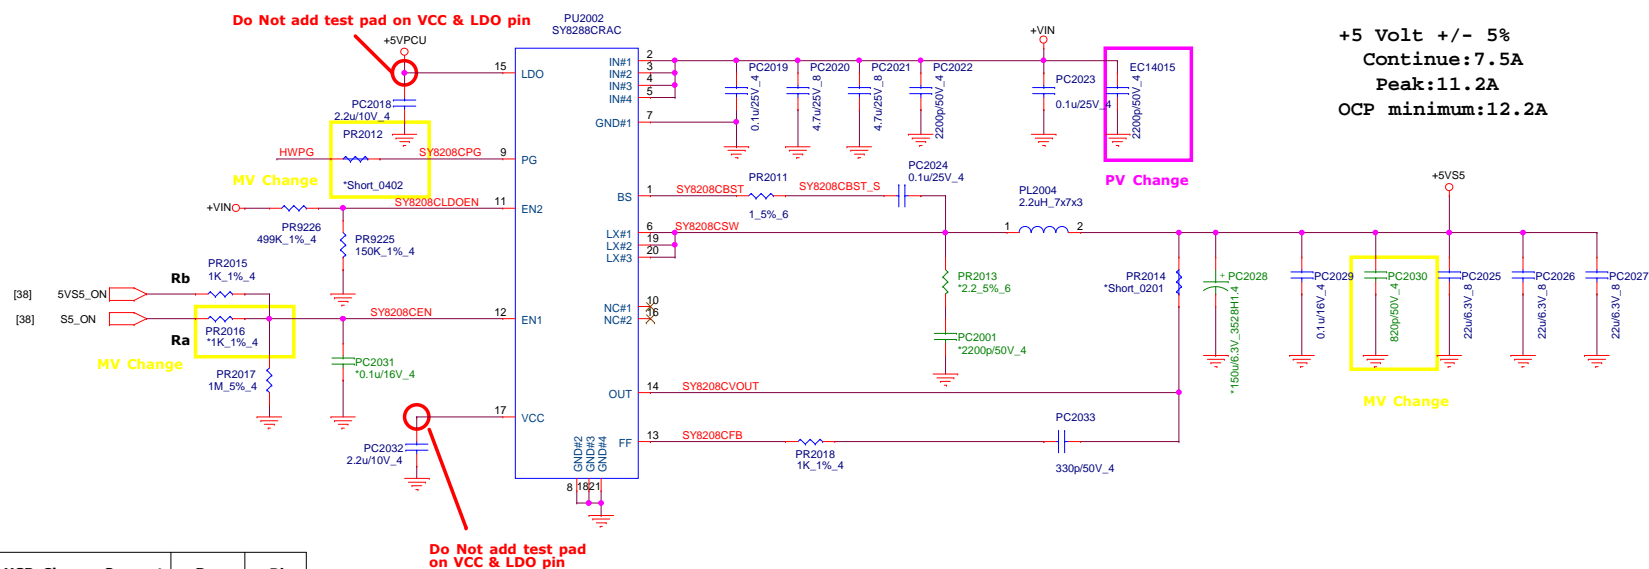 Do Not add test pad on VCC & LDO pin
PU2002
SY8288CRAC
+5 Volt +/- 5%
Continue:7.5A
Peak:11.2A
OCP minimum:12.2A
+5VPCU
15
LDO
PC2018
2.2u/10V_4
PR2012
HWPG
SY8208CPG
9
PG
*Short_0402
MV Change
+VIN
SY8208CLDOEN
11
EN2
PR9226
499K_1%_4
PR9225
150K_1%_4
PR2015
1K_1%_4
Rb
[38]
5VS5_ON
[38]
S5_ON
SY8208CEN
12
EN1
PR2016
*1K_1%_4
Ra
MV Change
PC2031
*0.1u/16V_4
PR2017
1M_5%_4
17
VCC
PC2032
2.2u/10V_4
Do Not add test pad
on VCC & LDO pin
IN#1
2
IN#2
3
IN#3
4
IN#4
5
GND#1
7
BS
1
LX#1
6
LX#2
19
LX#3
20
NC#1
10
NC#2
16
OUT
14
FF
13
GND#2
GND#3
GND#4
8
18
21
+VIN
PC2019
0.1u/25V_4
PC2020
4.7u/25V_8
PC2021
4.7u/25V_8
PC2022
2200p/50V_4
PC2023
0.1u/25V_4
EC14015
2200p/50V_4
PV Change
SY8208CBST
PR2011
1_5%_6
SY8208CBST_S
PC2024
0.1u/25V_4
SY8208CSW
PL2004
2.2uH_7x7x3
1
2
PR2013
*2.2_5%_6
PC2001
*2200p/50V_4
PR2014
*Short_0201
SY8208CVOUT
SY8208CFB
PR2018
1K_1%_4
PC2033
330p/50V_4
+5VS5
+
PC2028
*150u/6.3V_3528H1.4
PC2029
0.1u/16V_4
PC2030
820p/50V_4
MV Change
PC2025
22u/6.3V_8
PC2026
22u/6.3V_8
PC2027
22u/6.3V_8